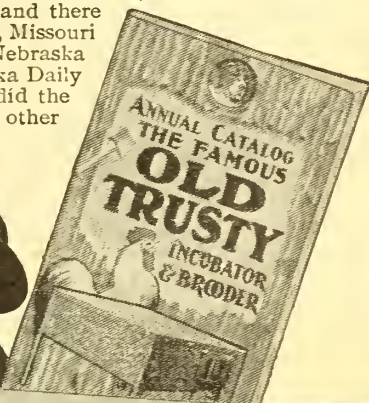 and there
, Missouri
Nebraska
ka Daily
did the
other
ANNUAL CATALOG
THE FAMOUS
OLD
TRUSTY
INCUBATOR
& BROODER